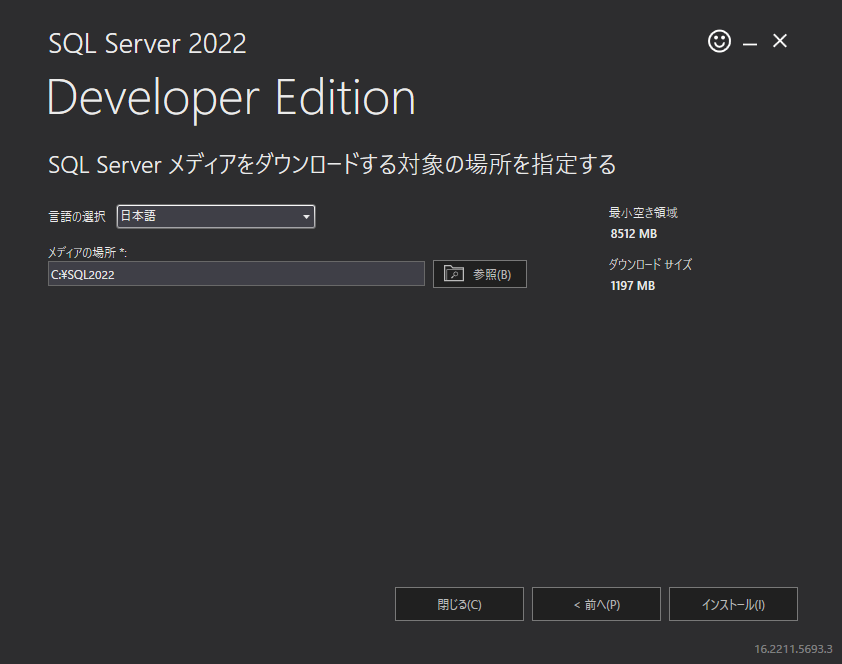 SQL Server 2022
Developer Edition
SQL Server メディアをダウンロードする対象の場所を指定する
言語の選択 日本語
最小空き領域
8512 MB
メディアの場所 *:
C:¥SQL2022
参照(B)
ダウンロード サイズ
1197 MB
閉じる(C)
< 前へ(P)
インストール(I)
16.2211.5693.3